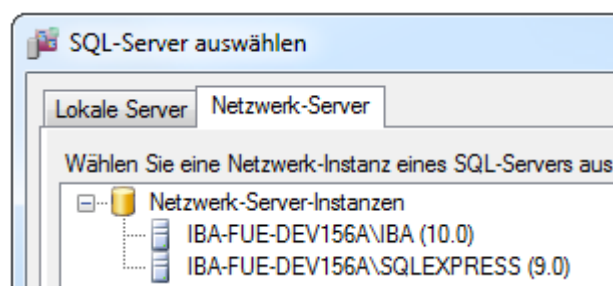 SQL-Server auswählen
Lokale Server Netzwerk-Server
Wählen Sie eine Netzwerk-Instanz eines SQL-Servers aus
Netzwerk-Server-Instanzen
IBA-FUE-DEV156A\IBA (10.0)
IBA-FUE-DEV156A\SQLEXPRESS (9.0)